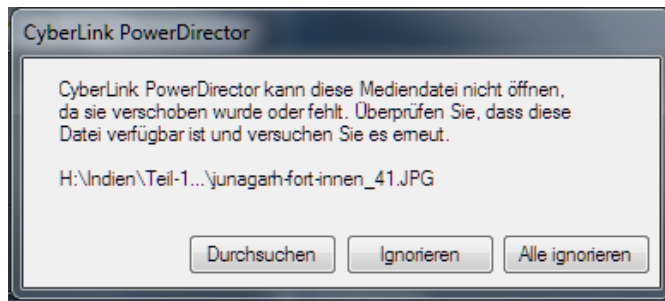 CyberLink PowerDirector
CyberLink PowerDirector kann diese Mediendatei nicht öffnen,
da sie verschoben wurde oder fehlt. Überprüfen Sie, dass diese
Datei verfügbar ist und versuchen Sie es erneut.
H:\Indien\Teil-1...\junagarh-fort-innen_41.JPG
Durchsuchen
Ignorieren
Alle ignorieren